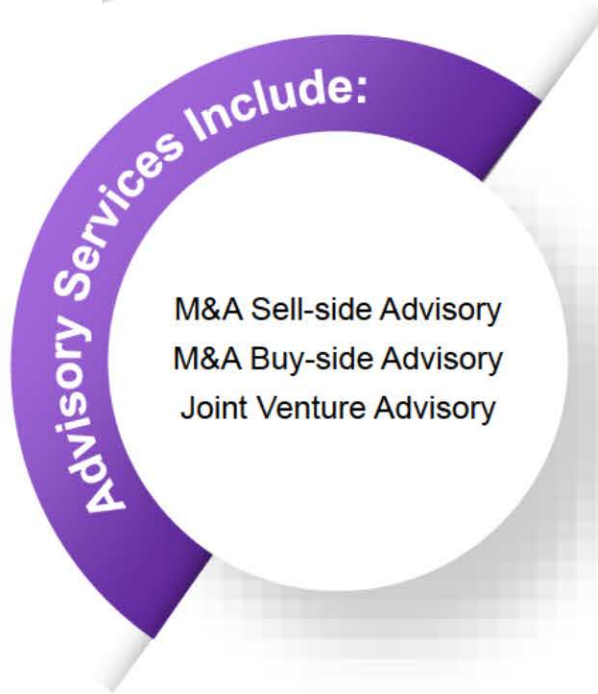 Advisory Services Include:
M&A Sell-side Advisory
M&A Buy-side Advisory
Joint Venture Advisory